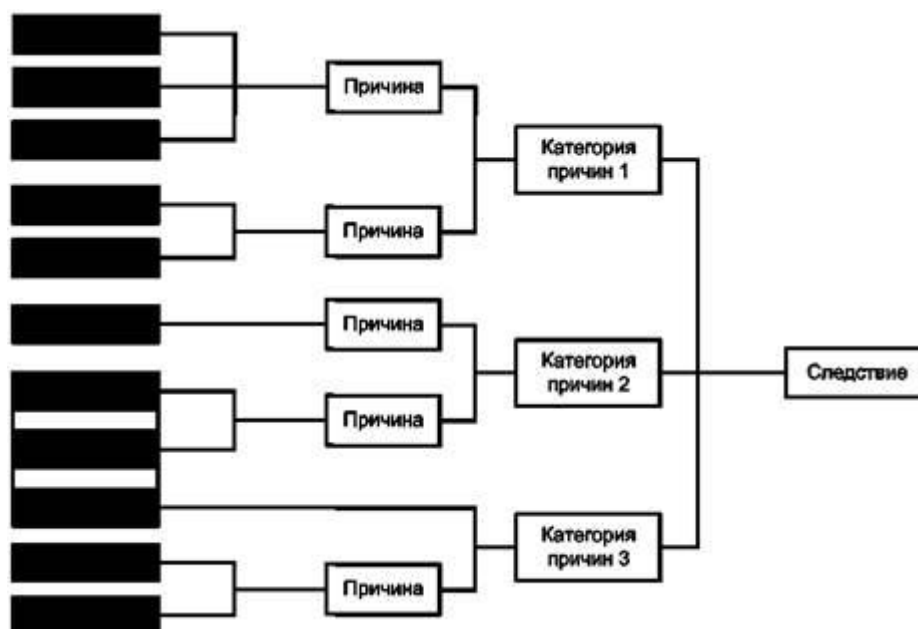 Причина
Категория
причин 1
Причина
Причина
Категория
причин 2
Следствие
Причина
Категория
причин 3
Причина